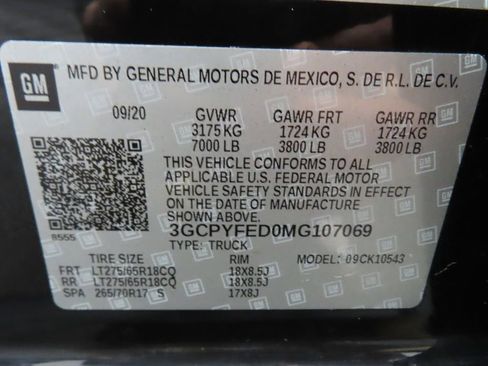 GM
MFD BY GENERAL MOTORS DE MEXICO, S. DE R.L. DE C.V.
09/20 GVWR GAWR FRT GAWR RR
3175 KG 1724 KG 1724 KG
7000 LB 3800 LB 3800 LB
THIS VEHICLE CONFORMS TO ALL
APPLICABLE U.S. FEDERAL MOTOR
VEHICLE SAFETY STANDARDS IN EFFECT
ON THE DATE OF MANUFACTURE
SHOWN ABOVE.
8555 3GCPYFED0MG107069
TYPE: TRUCK
TIRE SIZE RIM MODEL: 09CK10543
FRT LT275/65R18CQ 18X8.5J
RR LT275/65R18CQ 18X8.5J
SPA 265/70R17 S 17X8J